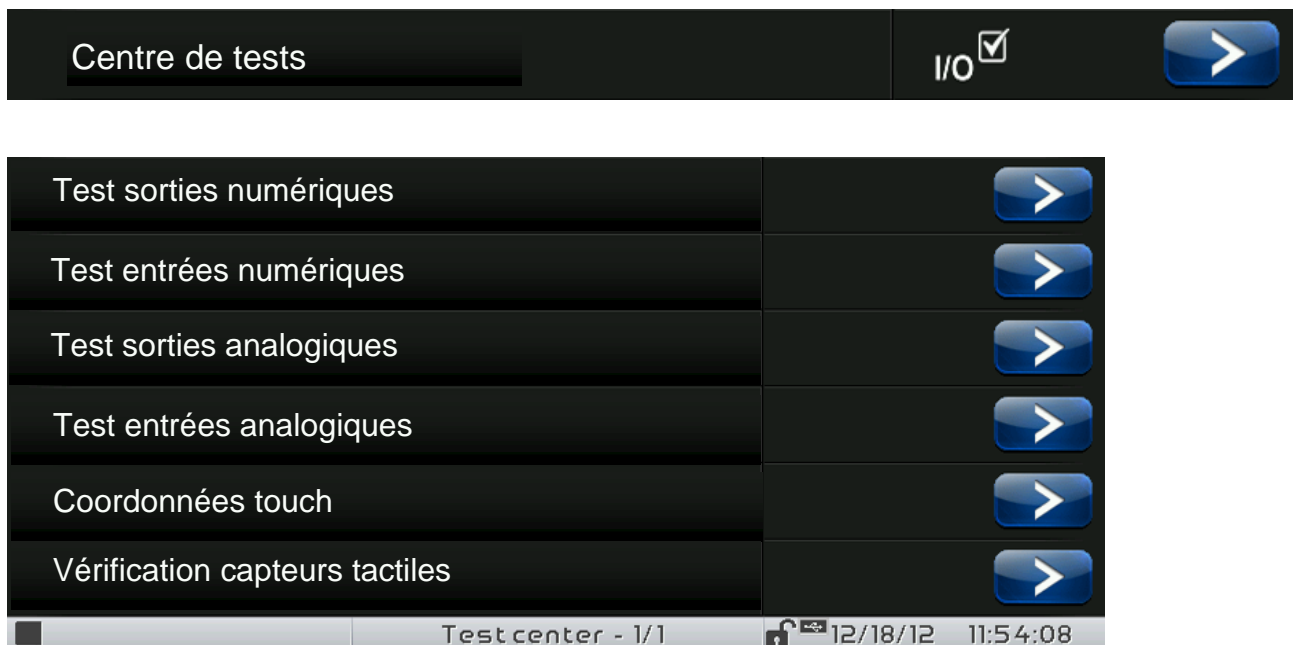 Centre de tests
I/O
Test sorties numériques
Test entrées numériques
Test sorties analogiques
Test entrées analogiques
Coordonnées touch
Vérification capteurs tactiles
Test center - 1/1 12/18/12 11:54:08